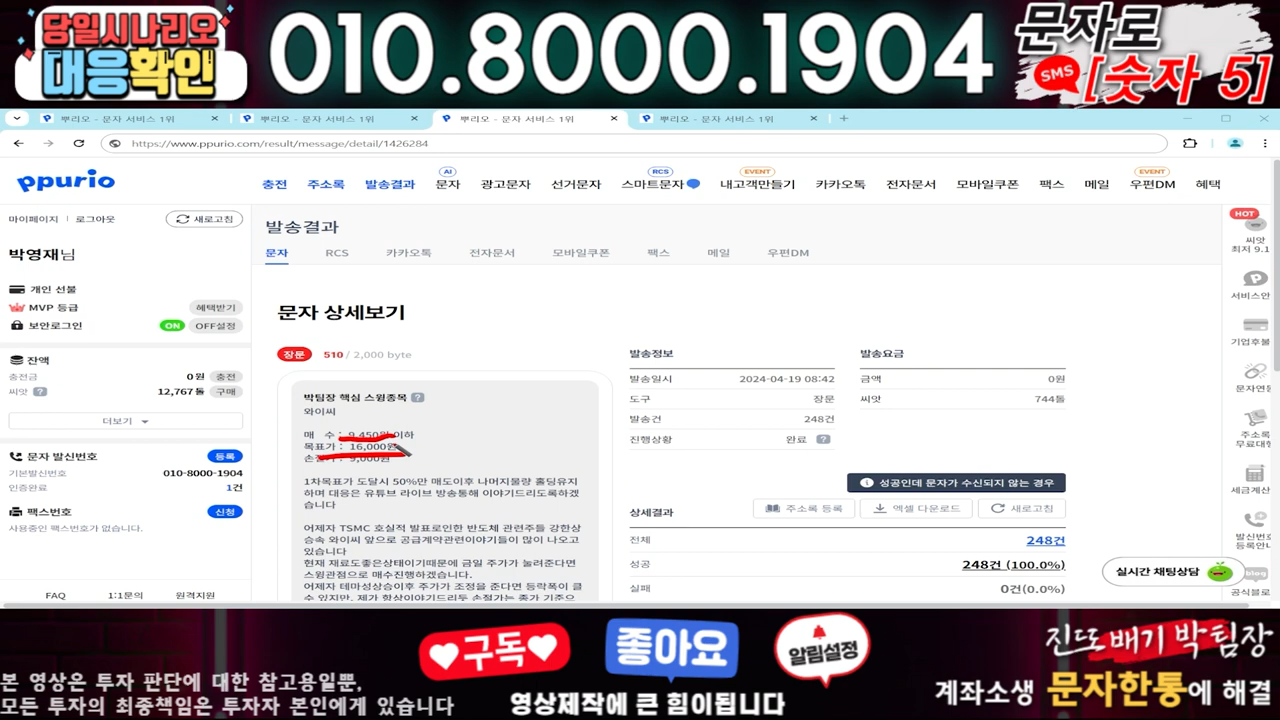 당일시나리오
대응확인
010.8000.1904
문자로
SMS [숫자 5]
뿌리오 - 문자 서비스 1위
뿌리오 - 문자 서비스 1위
뿌리오 - 문자 서비스 1위
뿌리오 - 문자 서비스 1위
https://www.ppurio.com/result/message/detail/1426284
ppurio
AI
RCS
EVENT
EVENT
충전 주소록 발송결과 문자 광고문자 선거문자 스마트문자 내고객만들기 카카오톡 전자문서 모바일쿠폰 팩스 메일 우편DM 혜택
마이페이지 로그아웃 새로고침
박영재님
개인 선불
MVP 등급 혜택받기
보안로그인 ON OFF설정
잔액
충전금 0원 충전
씨앗 ? 12,767톨 구매
더보기
문자 발신번호 등록
기본발신번호 010-8000-1904
인증완료 1건
팩스번호 신청
사용중인 팩스번호가 없습니다.
FAQ 1:1문의 원격지원
발송결과
문자 RCS 카카오톡 전자문서 모바일쿠폰 팩스 메일 우편DM
문자 상세보기
장문 510 / 2,000 byte
박팀장 핵심 스윙종목 ?
와이씨
매 수 : 9,450원 이하
목표가 : 16,000원
손절가 : 9,000원
1차목표가 도달시 50%만 매도이후 나머지물량 홀딩유지
하며 대응은 유튜브 라이브 방송통해 이야기드리도록하겠
습니다
어제자 TSMC 호실적 발표로인한 반도체 관련주들 강한상
승속 와이씨 앞으로 공급계약관련이야기들이 많이 나오고
있습니다
현재 재료도좋은상태이기때문에 금일 주가가 눌려준다면
스윙관점으로 매수진행하겠습니다.
어제자 테마성상승이후 주가가 조정을 준다면 등락폭이 클
수 있지만, 제가 항상이야기드리듯 손절가는 종가 기준으
발송정보
발송일시 2024-04-19 08:42
도구 장문
발송건 248건
진행상황 완료 ?
발송요금
금액 0원
씨앗 744톨
성공인데 문자가 수신되지 않는 경우
상세결과 주소록 등록 엑셀 다운로드 새로고침
전체 248건
성공 248건 (100.0%)
실패 0건(0.0%)
HOT
씨앗
최저 9.1
서비스안
기업후불
문자연동
주소록
무료대행
세금계산
발신번호
등록안내
실시간 채팅상담
blog
공식블로
본 영상은 투자 판단에 대한 참고용일뿐,
모든 투자의 최종책임은 투자자 본인에게 있습니다
구독
좋아요
알림설정
영상제작에 큰 힘이됩니다
진또배기 박팀장
계좌소생 문자한통에 해결